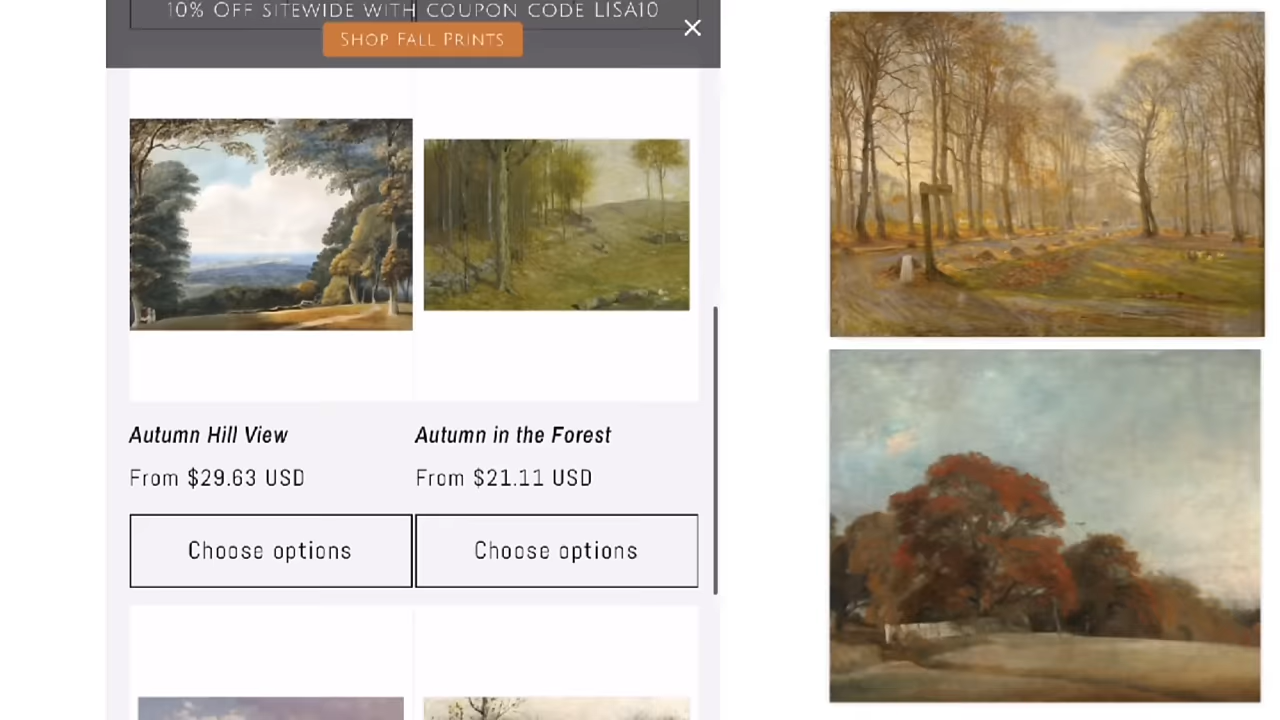 10% Off sitewide with coupon code LISA10
Shop Fall Prints
Autumn Hill View
From $29.63 USD
Choose options
Autumn in the Forest
From $21.11 USD
Choose options